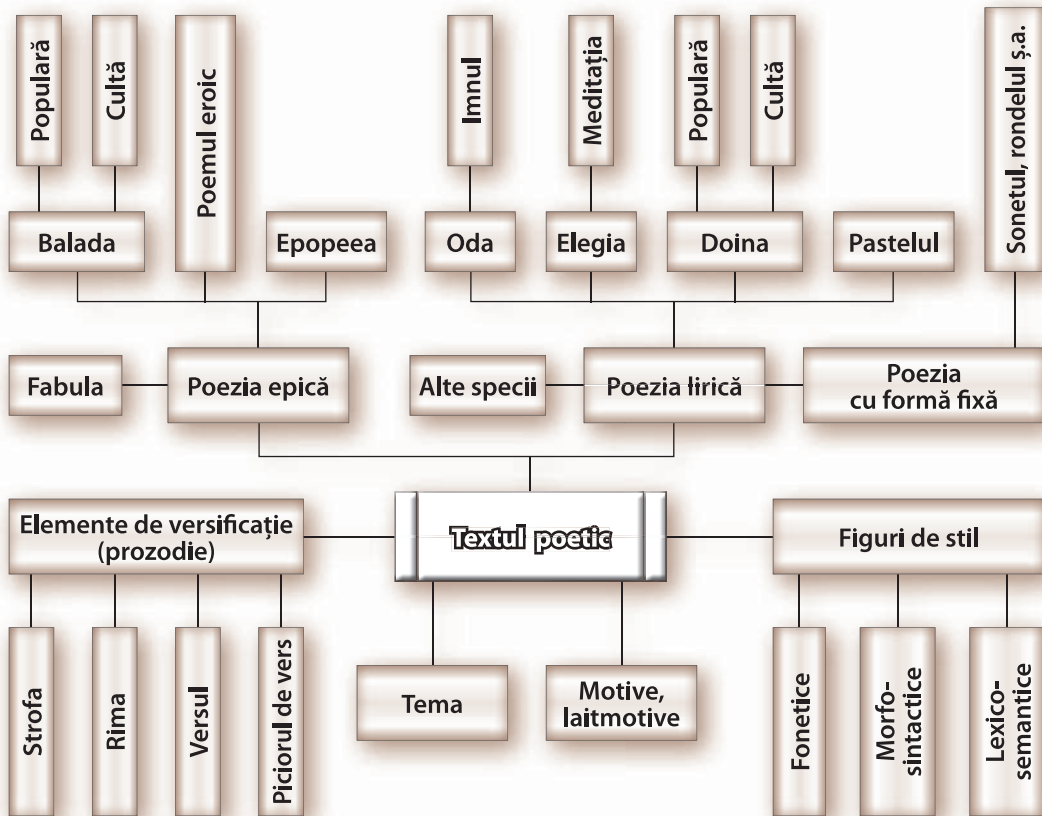 Populară
Cultă
Poemul eroic
Imnul
Meditația
Populară
Cultă
Sonetul, rondelul ș.a.
Balada
Epopeea
Oda
Elegia
Doina
Pastelul
Fabula
Poezia epică
Alte specii
Poezia lirică
Poezia
cu formă fixă
Elemente de versificație
(prozodie)
Textul poetic
Figuri de stil
Strofa
Rima
Versul
Piciorul de vers
Tema
Motive,
laitmotive
Fonetice
Morfo-
sintactice
Lexico-
semantice